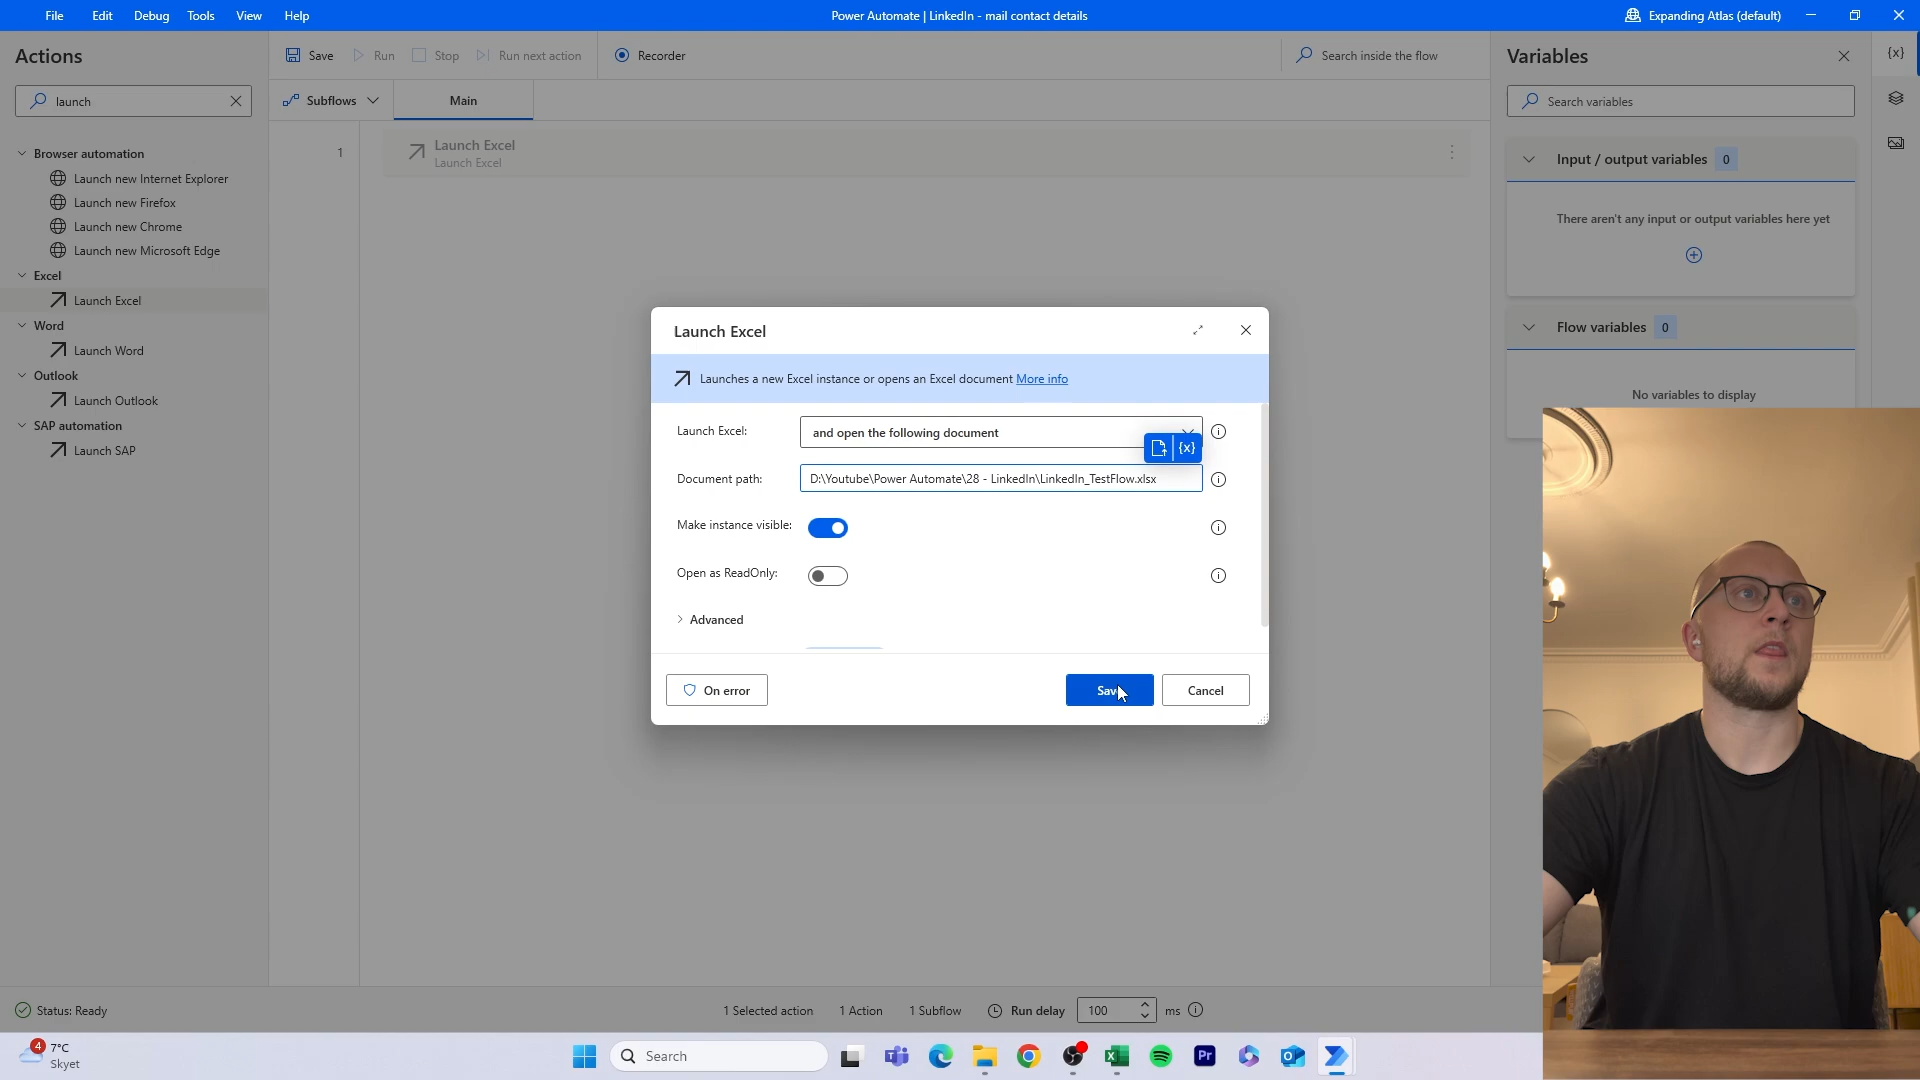 File Edit Debug Tools View Help
Power Automate | LinkedIn - mail contact details
Expanding Atlas (default)
Actions
launch
Browser automation
Launch new Internet Explorer
Launch new Firefox
Launch new Chrome
Launch new Microsoft Edge
Excel
Launch Excel
Word
Launch Word
Outlook
Launch Outlook
SAP automation
Launch SAP
Save Run Stop Run next action Recorder
Search inside the flow
Subflows Main
1
Launch Excel
Launch Excel
Launch Excel
Launches a new Excel instance or opens an Excel document More info
Launch Excel: and open the following document
{x}
Document path: D:\Youtube\Power Automate\28 - LinkedIn\LinkedIn_TestFlow.xlsx
Make instance visible:
Open as ReadOnly:
Advanced
On error
Save
Cancel
Variables
{x}
Search variables
Input / output variables 0
There aren't any input or output variables here yet
Flow variables 0
No variables to display
Status: Ready
1 Selected action 1 Action 1 Subflow Run delay 100 ms
4
7°C
Skyet
Search
Pr